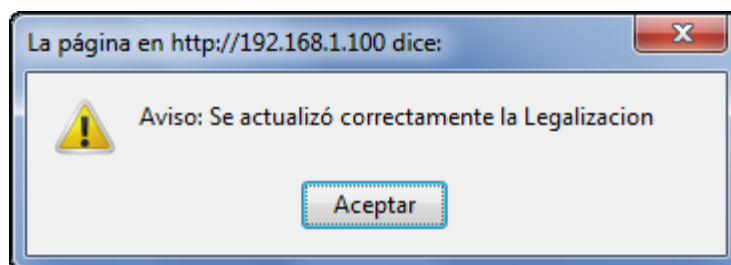 La página en http://192.168.1.100 dice:
Aviso: Se actualizó correctamente la Legalizacion
Aceptar